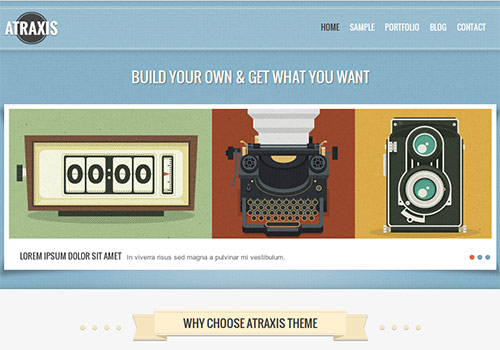 ATRAXIS
HOME SAMPLE PORTFOLIO BLOG CONTACT
BUILD YOUR OWN & GET WHAT YOU WANT
00:00
LOREM IPSUM DOLOR SIT AMET In viverra risus sed magna a pulvinar mi vestibulum.
WHY CHOOSE ATRAXIS THEME